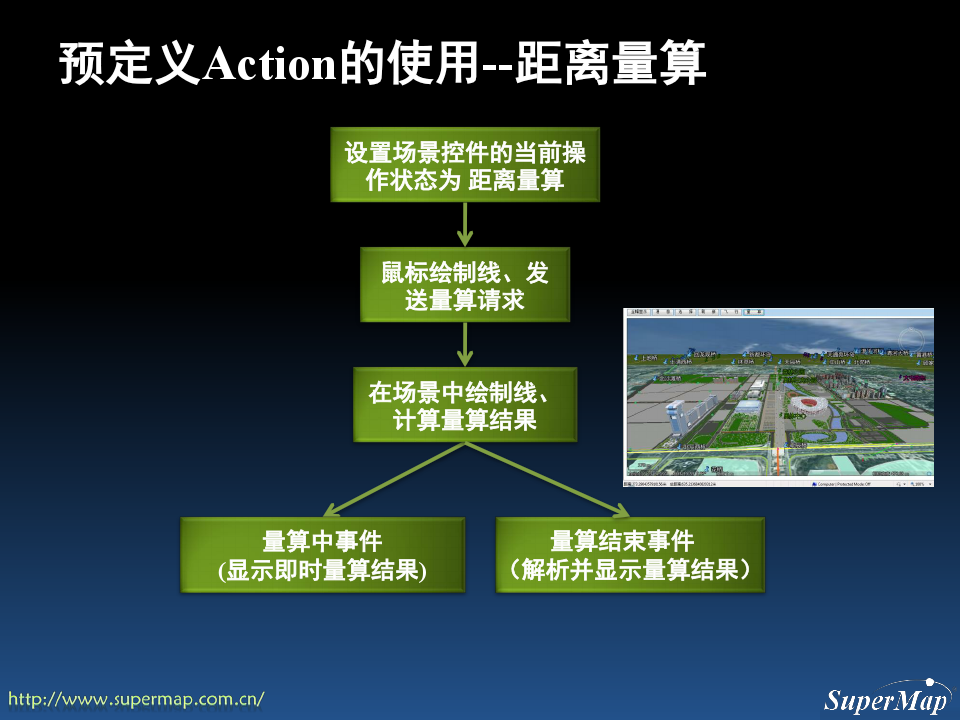 预定义Action的使用--距离量算
设置场景控件的当前操
作状态为 距离量算
鼠标绘制线、发
送量算请求
在场景中绘制线、
计算量算结果
量算中事件
(显示即时量算结果)
量算结束事件
（解析并显示量算结果）
http://www.supermap.com.cn/
SuperMap